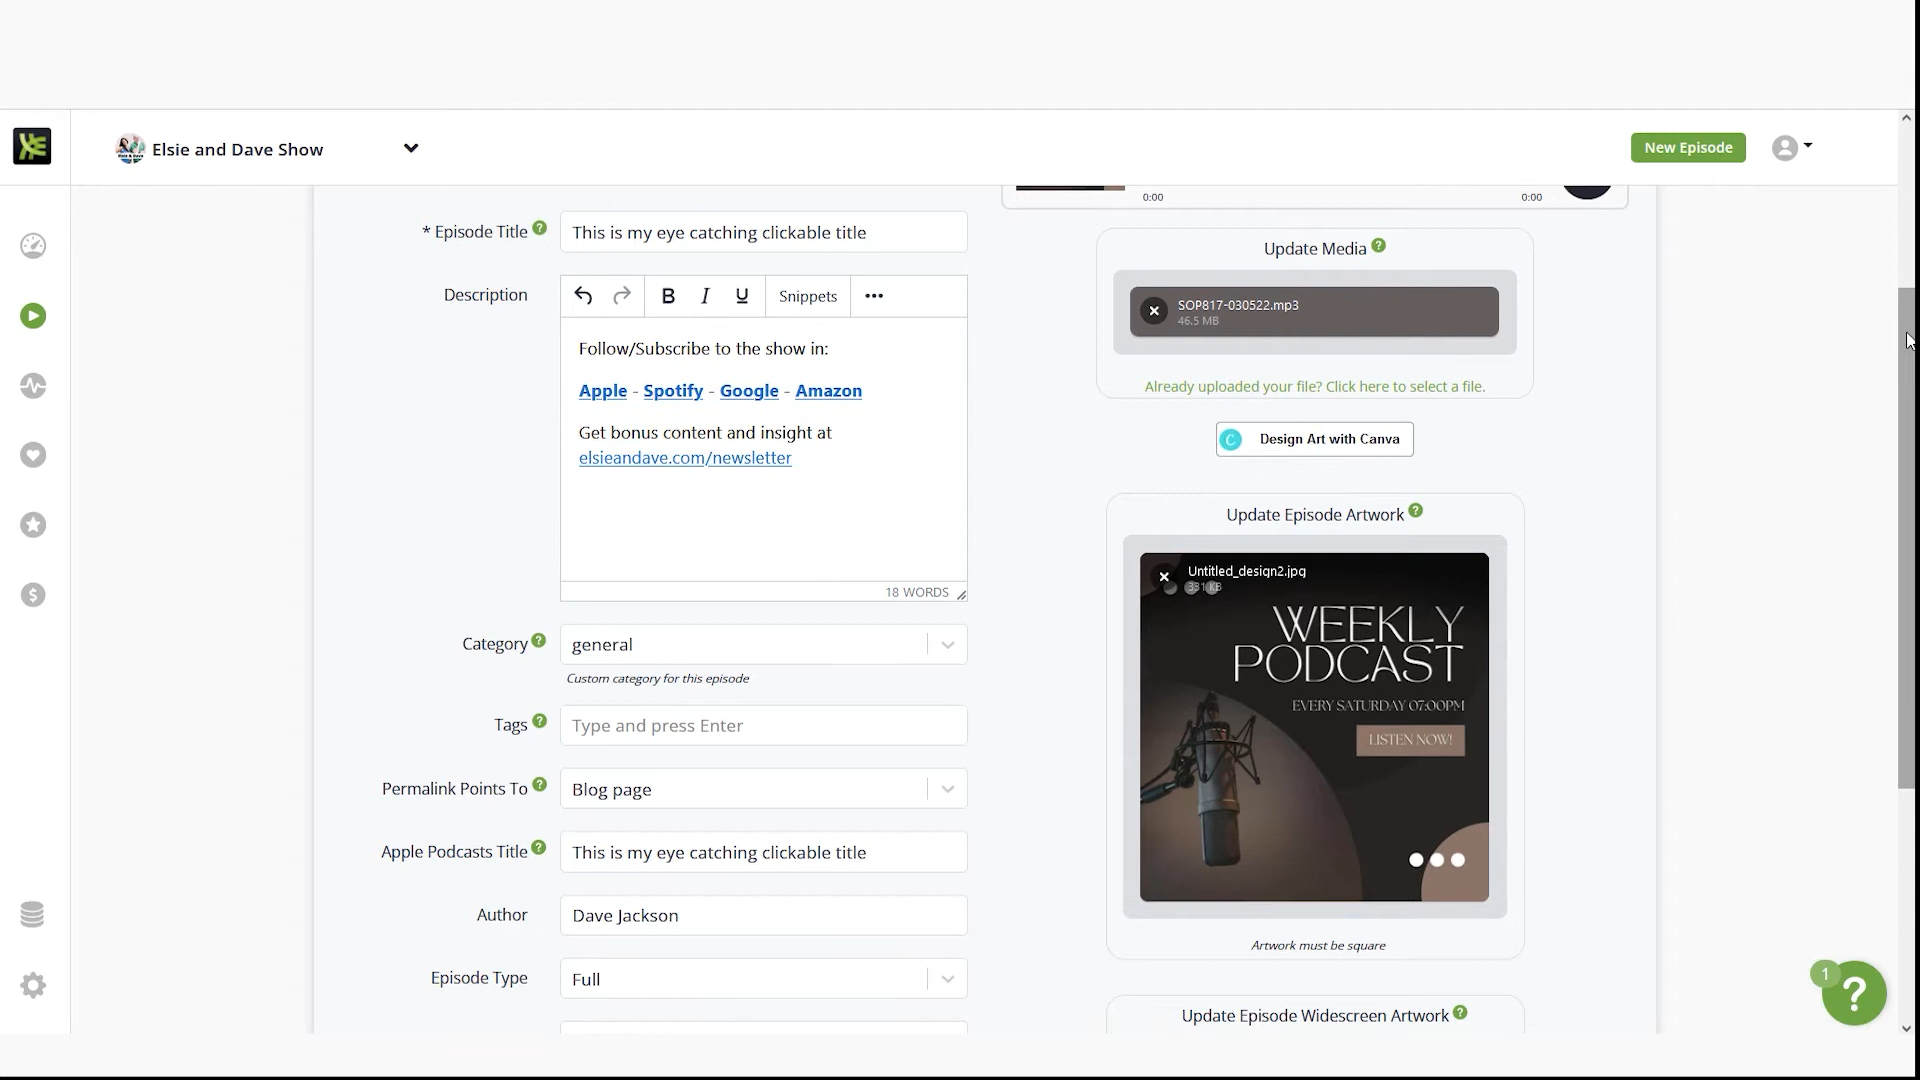 Elsie and Dave Show
New Episode
0:00
0:00
* Episode Title
This is my eye catching clickable title
Description
B I U Snippets
Follow/Subscribe to the show in:
Apple - Spotify - Google - Amazon
Get bonus content and insight at
elsieandave.com/newsletter
18 WORDS
Category
general
Custom category for this episode
Tags
Type and press Enter
Permalink Points To
Blog page
Apple Podcasts Title
This is my eye catching clickable title
Author
Dave Jackson
Episode Type
Full
Update Media
SOP817-030522.mp3
46.5 MB
Already uploaded your file? Click here to select a file.
Design Art with Canva
Update Episode Artwork
Untitled_design2.jpg
331 KB
WEEKLY
PODCAST
EVERY SATURDAY 07:00PM
LISTEN NOW!
Artwork must be square
Update Episode Widescreen Artwork
1